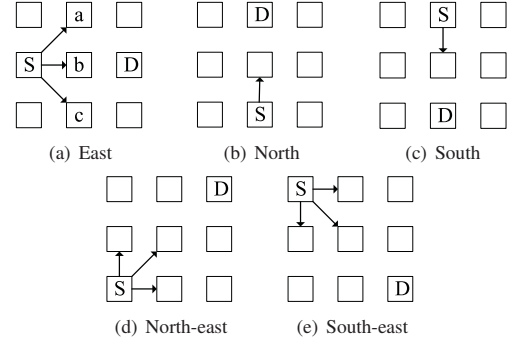 a D S
S b D
c S D
(a) East (b) North (c) South
D S
S D
(d) North-east (e) South-east